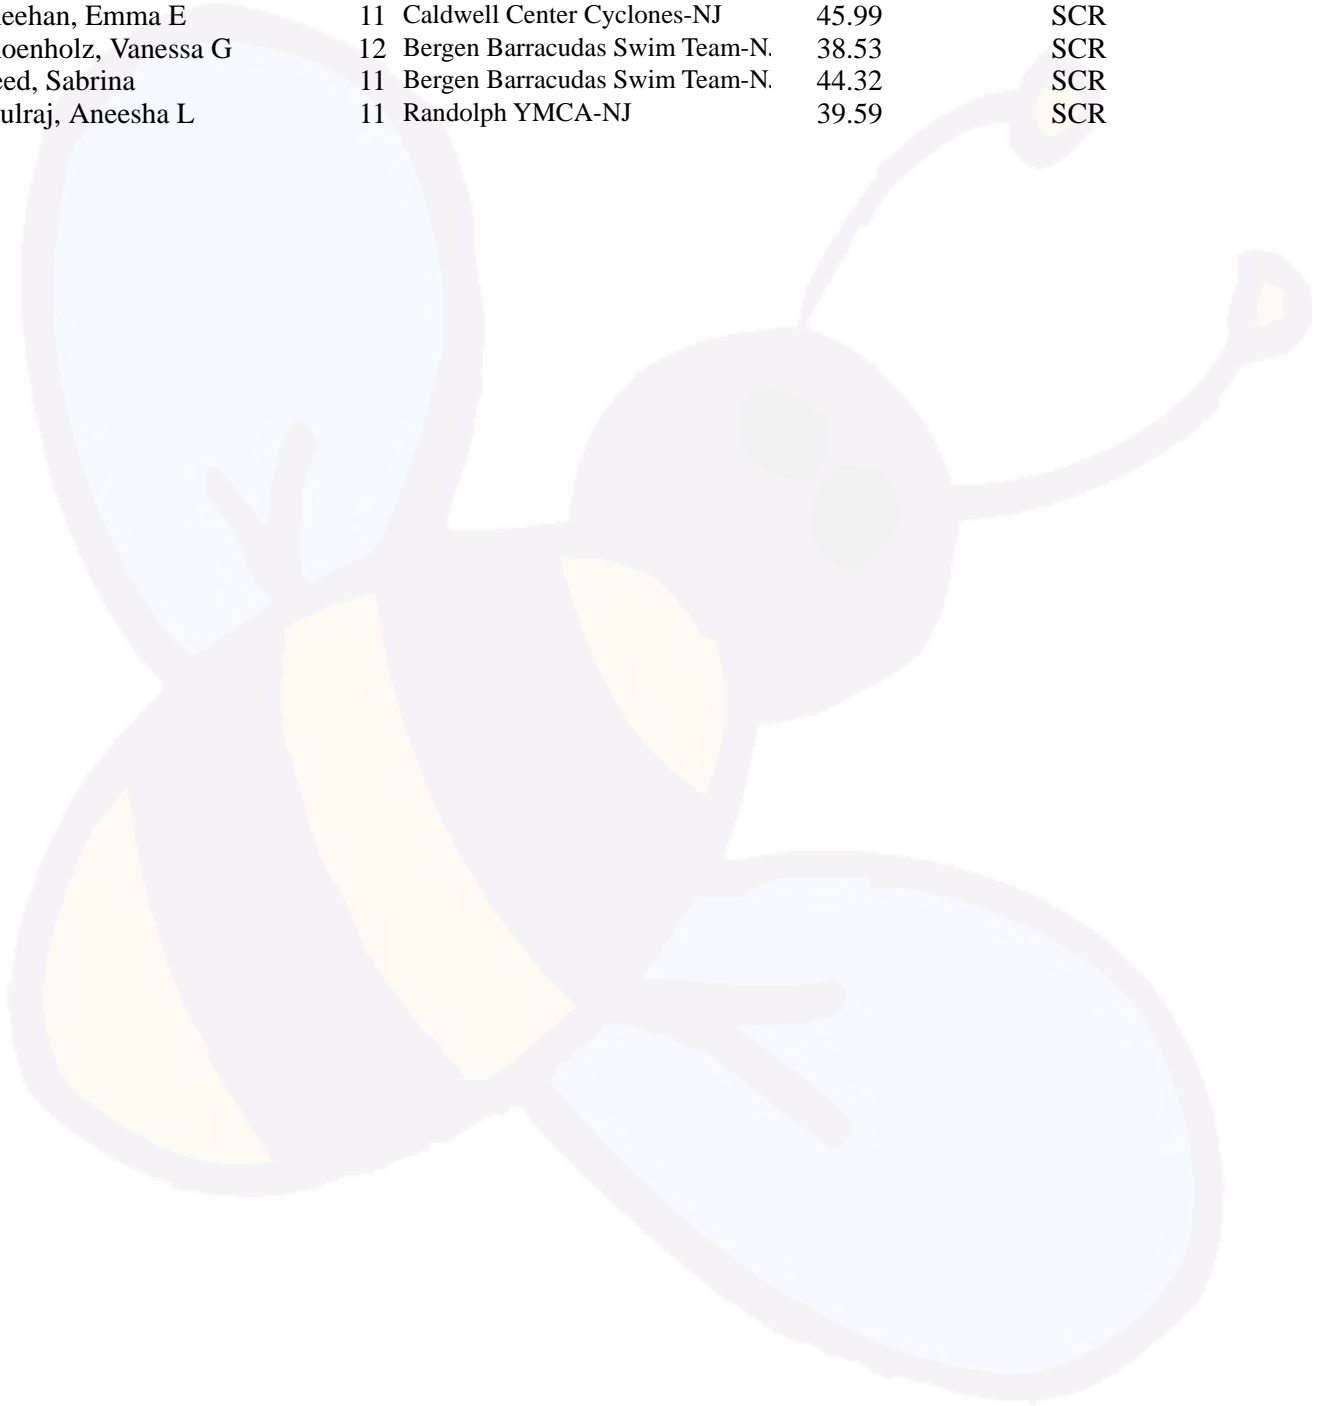 eehan, Emma E 11 Caldwell Center Cyclones-NJ 45.99 SCR
oenholz, Vanessa G 12 Bergen Barracudas Swim Team-N. 38.53 SCR
eed, Sabrina 11 Bergen Barracudas Swim Team-N. 44.32 SCR
ulraj, Aneesha L 11 Randolph YMCA-NJ 39.59 SCR